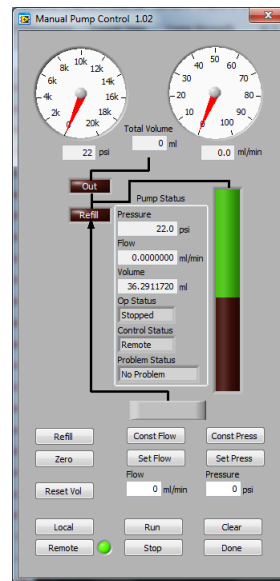 Manual Pump Control 1.02
8k 10k 12k
6k 14k
4k 16k
2k 18k
0 20k
40 50 60
30 70
20 80
10 90
0 100
22 psi
Total Volume
0 ml
0.0 ml/min
Out
Refill
Pump Status
Pressure
22.0 psi
Flow
0.0000000 ml/min
Volume
36.2911720 ml
Op Status
Stopped
Control Status
Remote
Problem Status
No Problem
Refill Const Flow Const Press
Zero Set Flow Set Press
Flow Pressure
Reset Vol 0 ml/min 0 psi
Local Run Clear
Remote Stop Done